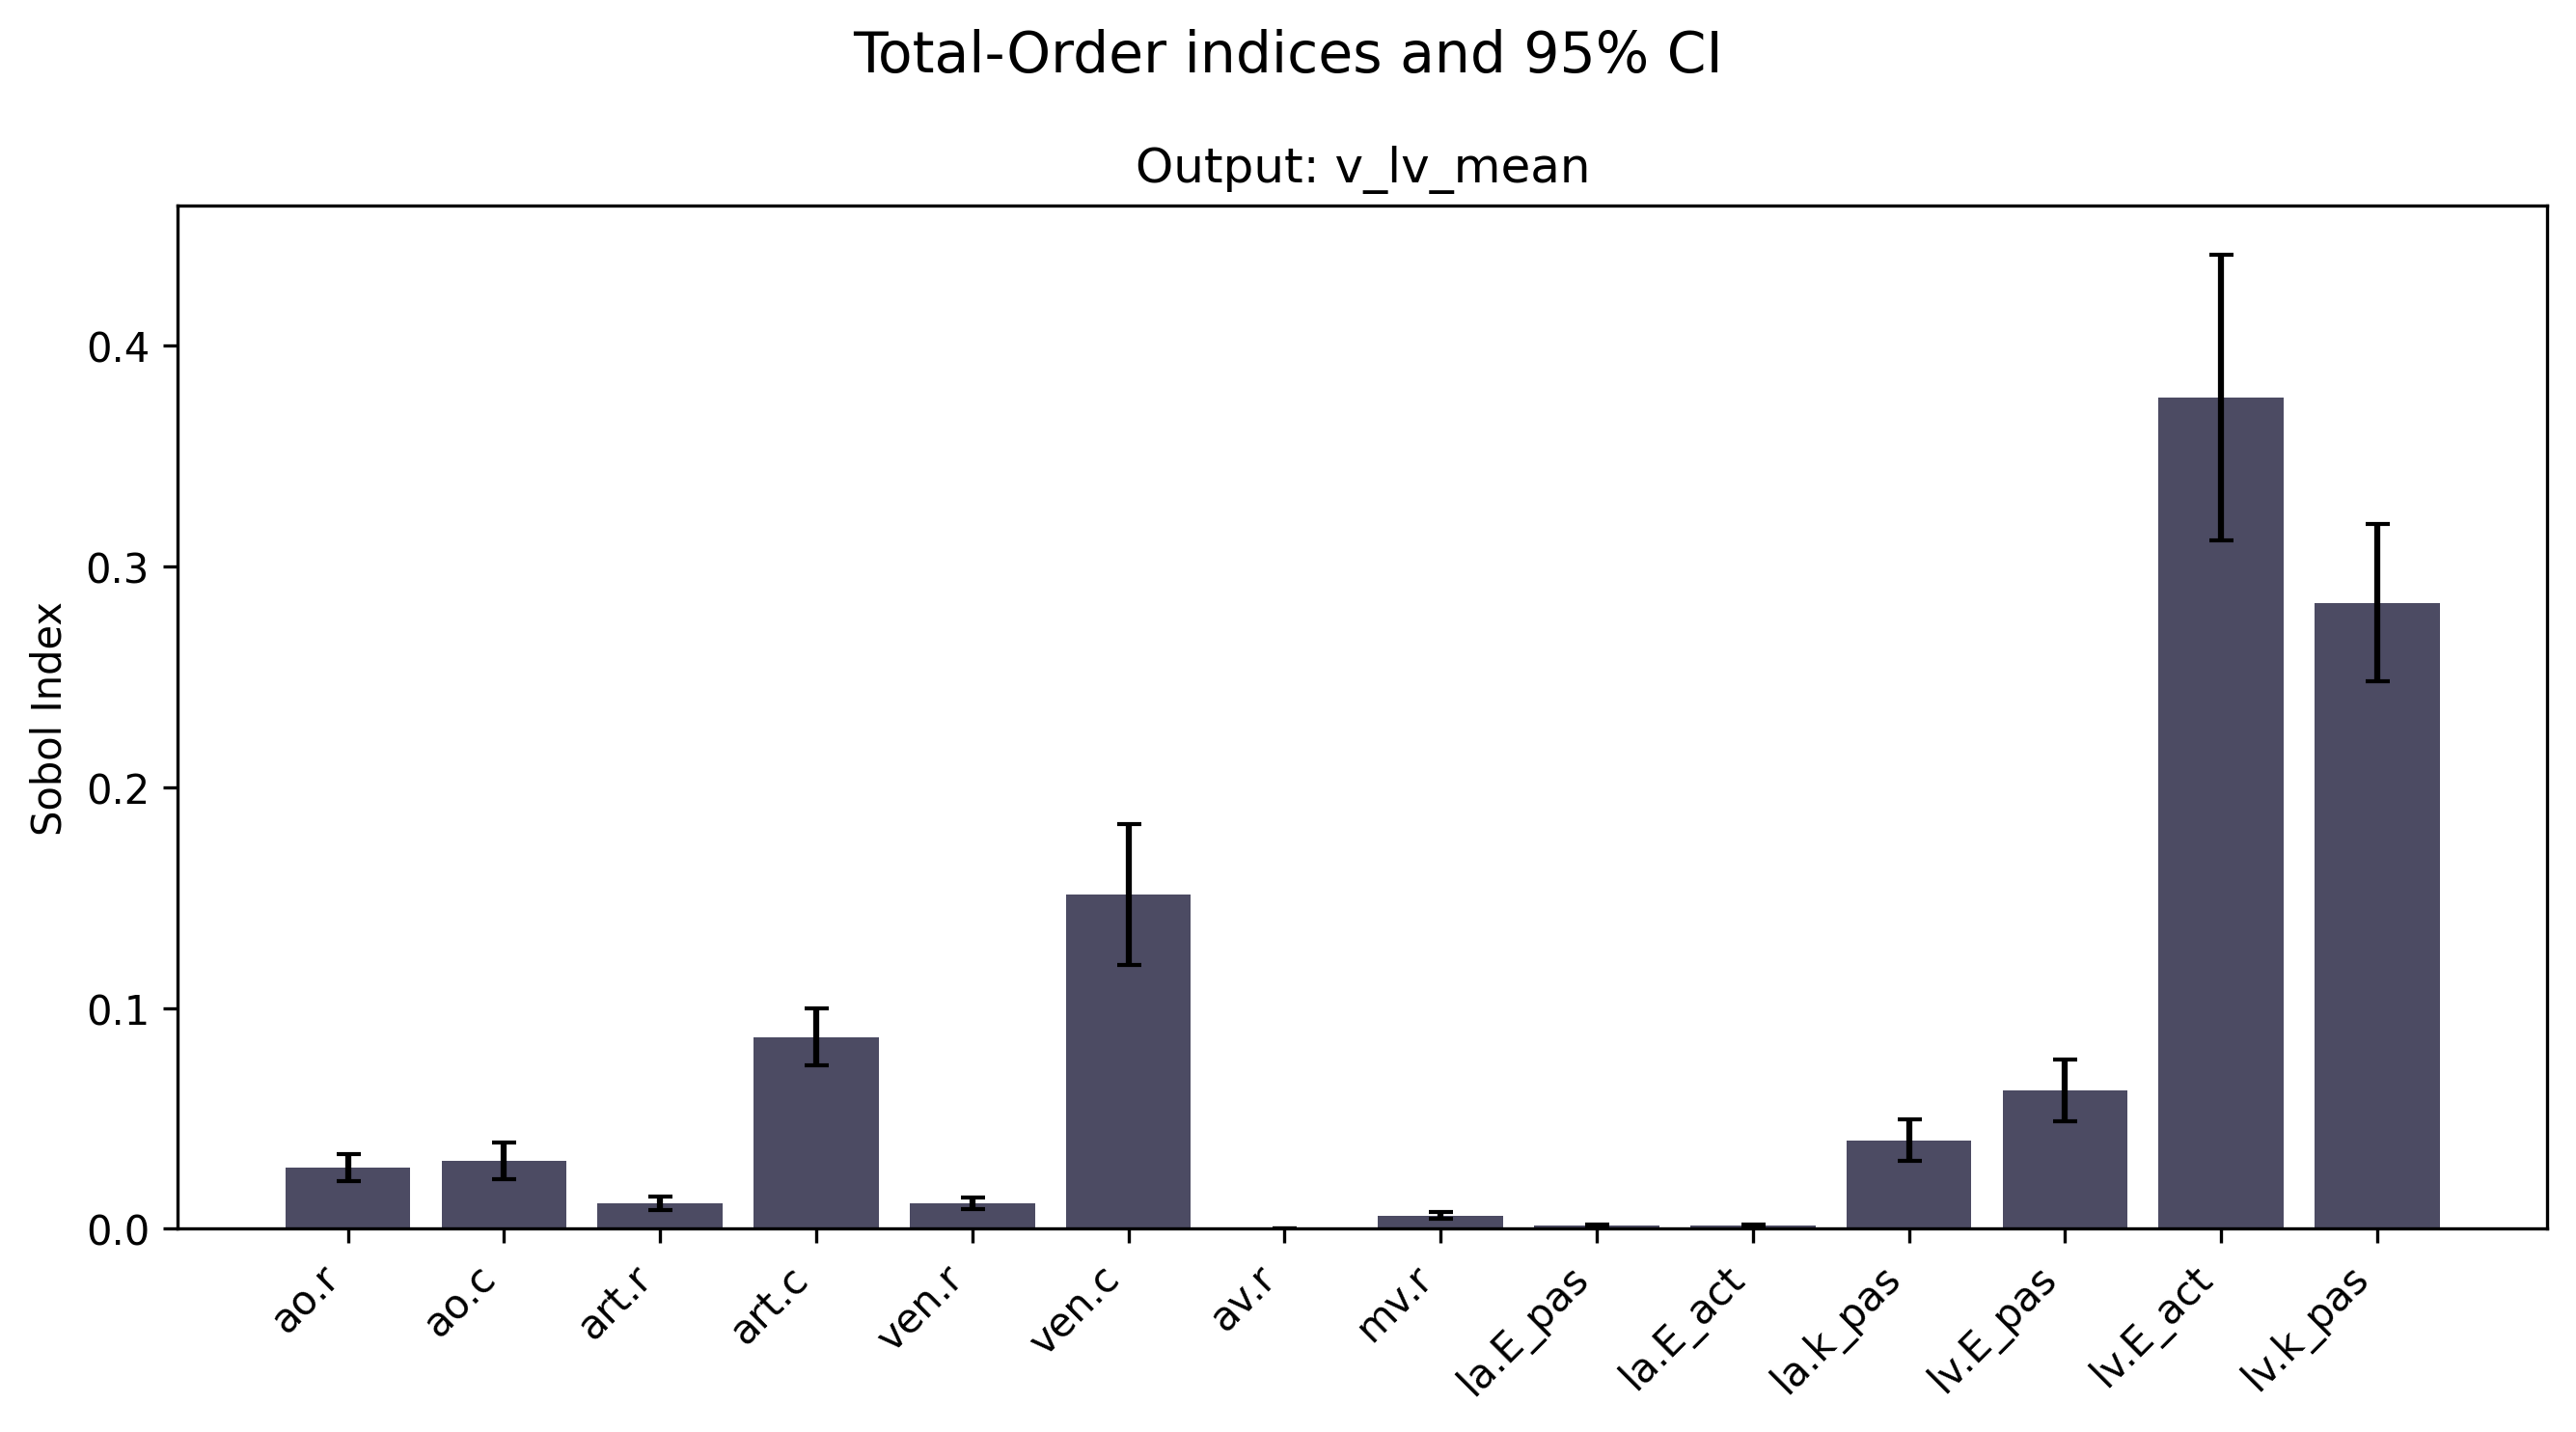 Total-Order indices and 95% CI
Output: v_lv_mean
Sobol Index
0.4
0.3
0.2
0.1
0.0
ao.r
ao.c
art.r
art.c
ven.r
ven.c
av.r
mv.r
la.E_pas
la.E_act
la.k_pas
lv.E_pas
lv.E_act
lv.k_pas